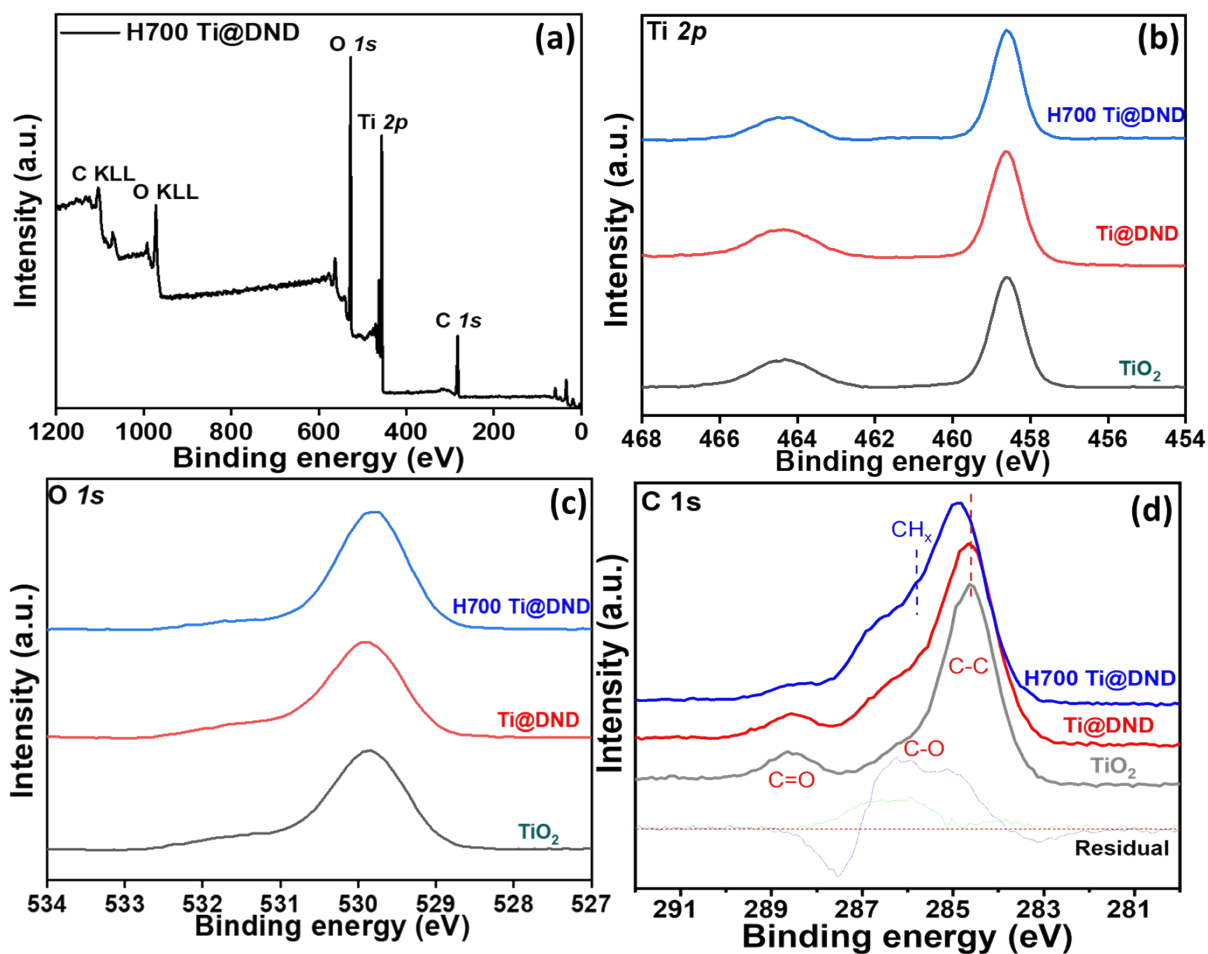 H700 Ti@DND
(a)
O 1s
Ti 2p
C KLL
O KLL
C 1s
Intensity (a.u.)
1200 1000 800 600 400 200 0
Binding energy (eV)
Ti 2p
(b)
H700 Ti@DND
Ti@DND
TiO2
Intensity (a.u.)
468 466 464 462 460 458 456 454
Binding energy (eV)
O 1s
(c)
H700 Ti@DND
Ti@DND
TiO2
Intensity (a.u.)
534 533 532 531 530 529 528 527
Binding energy (eV)
C 1s
(d)
CHx
C-C
H700 Ti@DND
Ti@DND
C-O
TiO2
C=O
Residual
Intensity (a.u.)
291 289 287 285 283 281
Binding energy (eV)